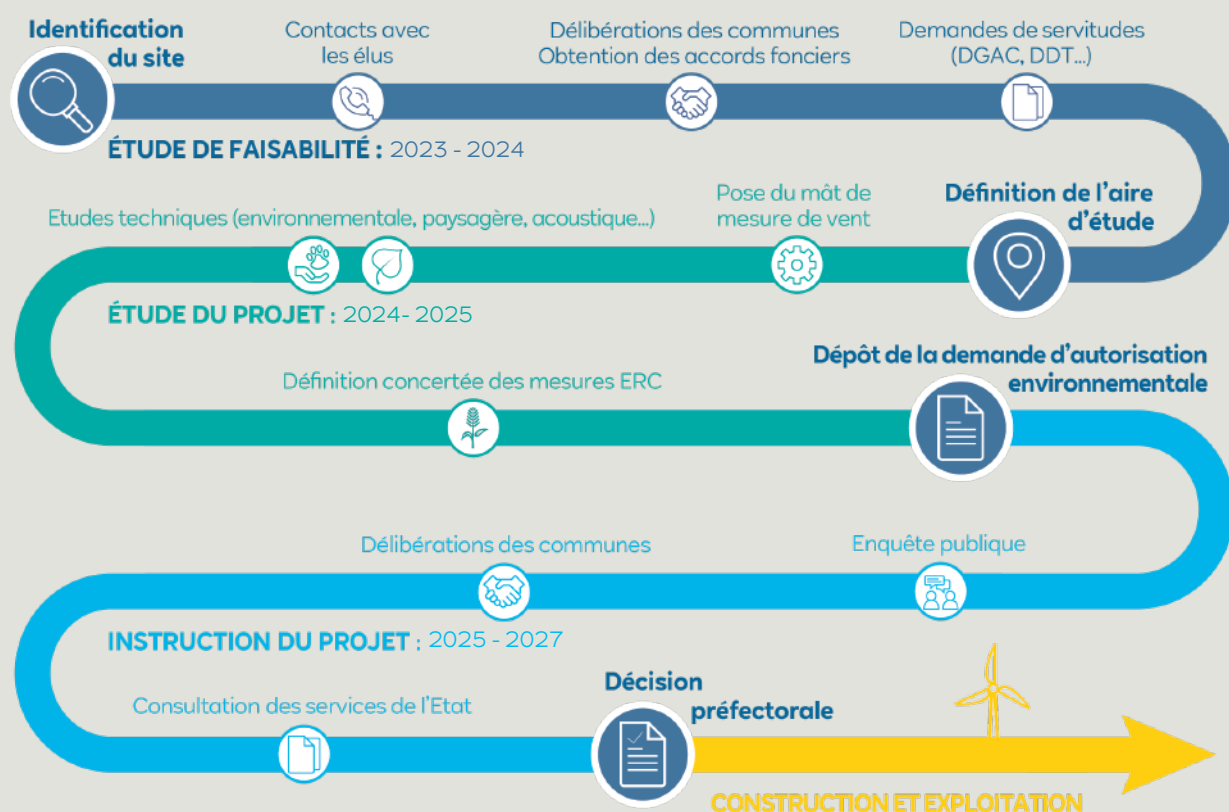 Identification
du site
Contacts avec
les élus
Délibérations des communes
Obtention des accords fonciers
Demandes de servitudes
(DGAC, DDT...)
ÉTUDE DE FAISABILITÉ : 2023 - 2024
Etudes techniques (environnementale, paysagère, acoustique...)
Pose du mât de
mesure de vent
Définition de l'aire
d'étude
ÉTUDE DU PROJET : 2024- 2025
Définition concertée des mesures ERC
Dépôt de la demande d'autorisation
environnementale
Délibérations des communes
Enquête publique
INSTRUCTION DU PROJET : 2025 - 2027
Consultation des services de l'Etat
Décision
préfectorale
CONSTRUCTION ET EXPLOITATION